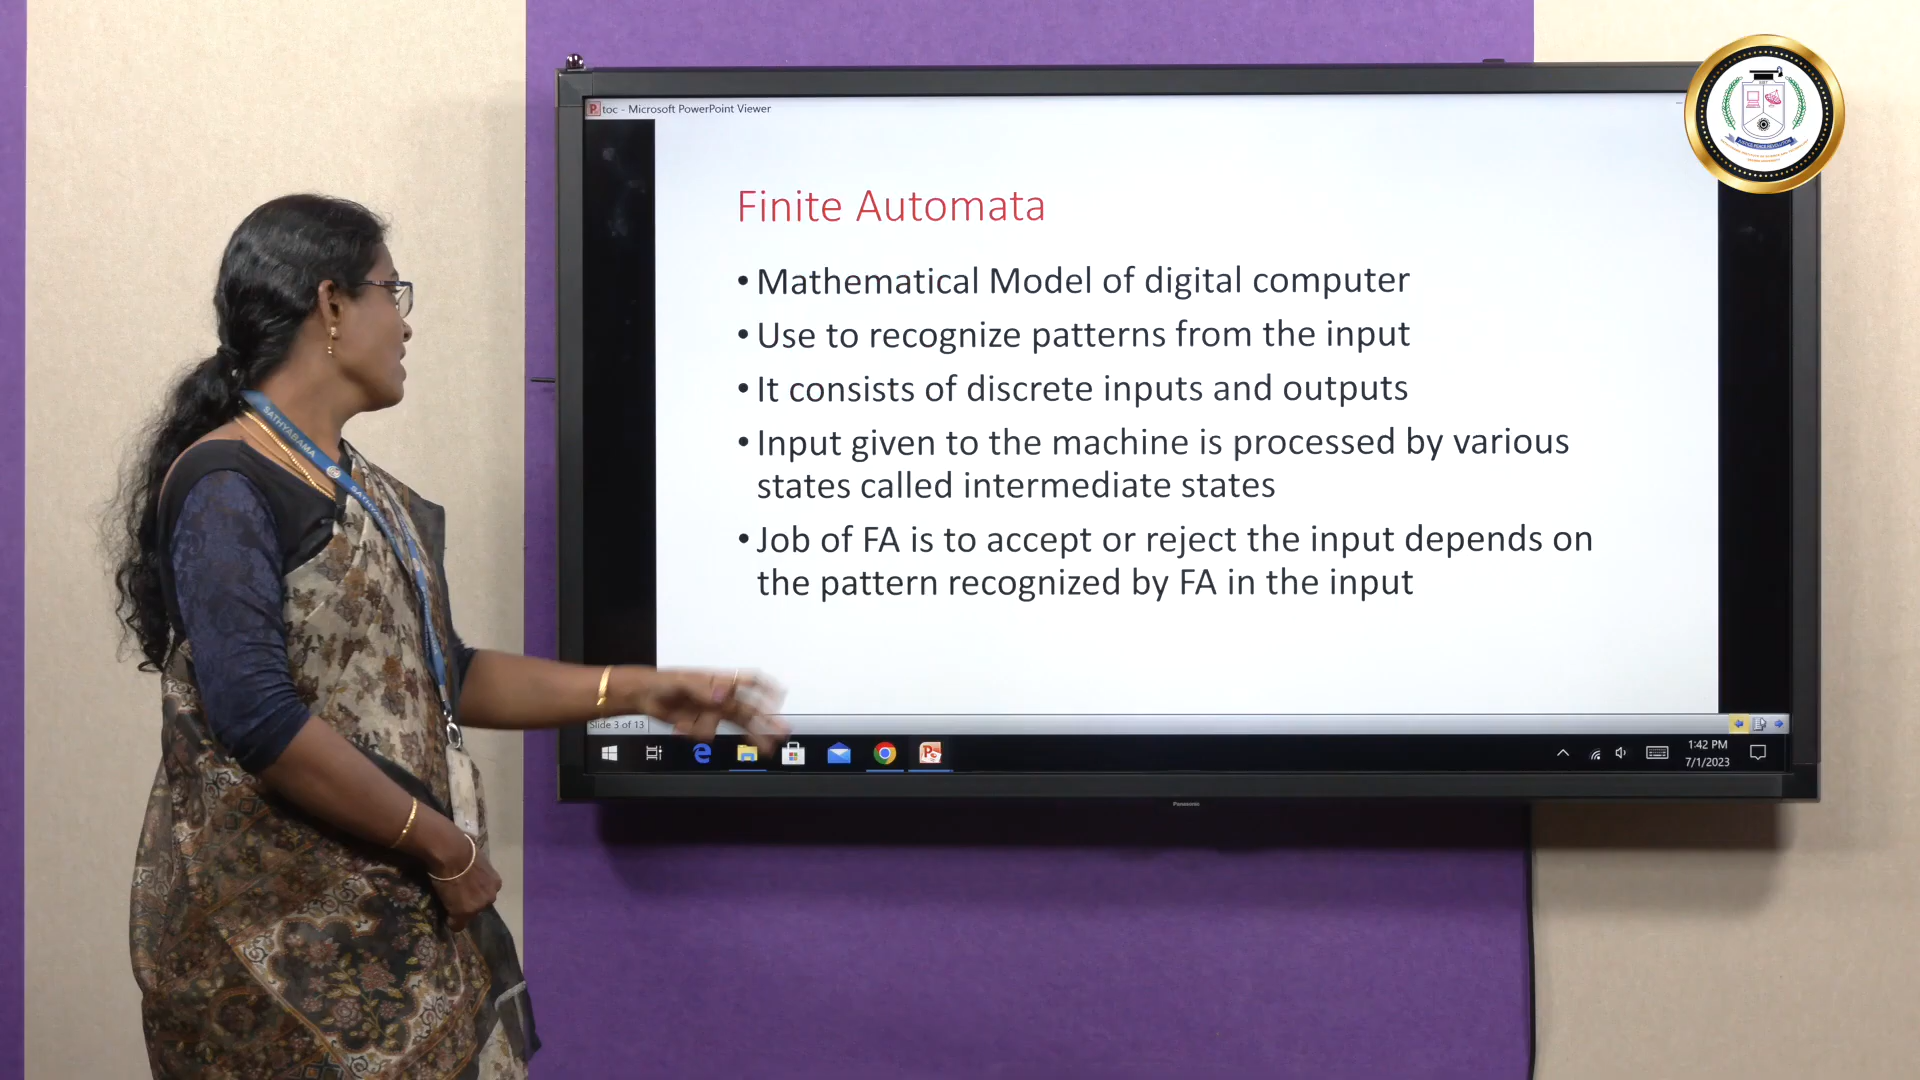 toc - Microsoft PowerPoint Viewer
Finite Automata
• Mathematical Model of digital computer
• Use to recognize patterns from the input
• It consists of discrete inputs and outputs
• Input given to the machine is processed by various
states called intermediate states
• Job of FA is to accept or reject the input depends on
the pattern recognized by FA in the input
Slide 3 of 13
1:42 PM
7/1/2023
Panasonic
SATHYABAMA